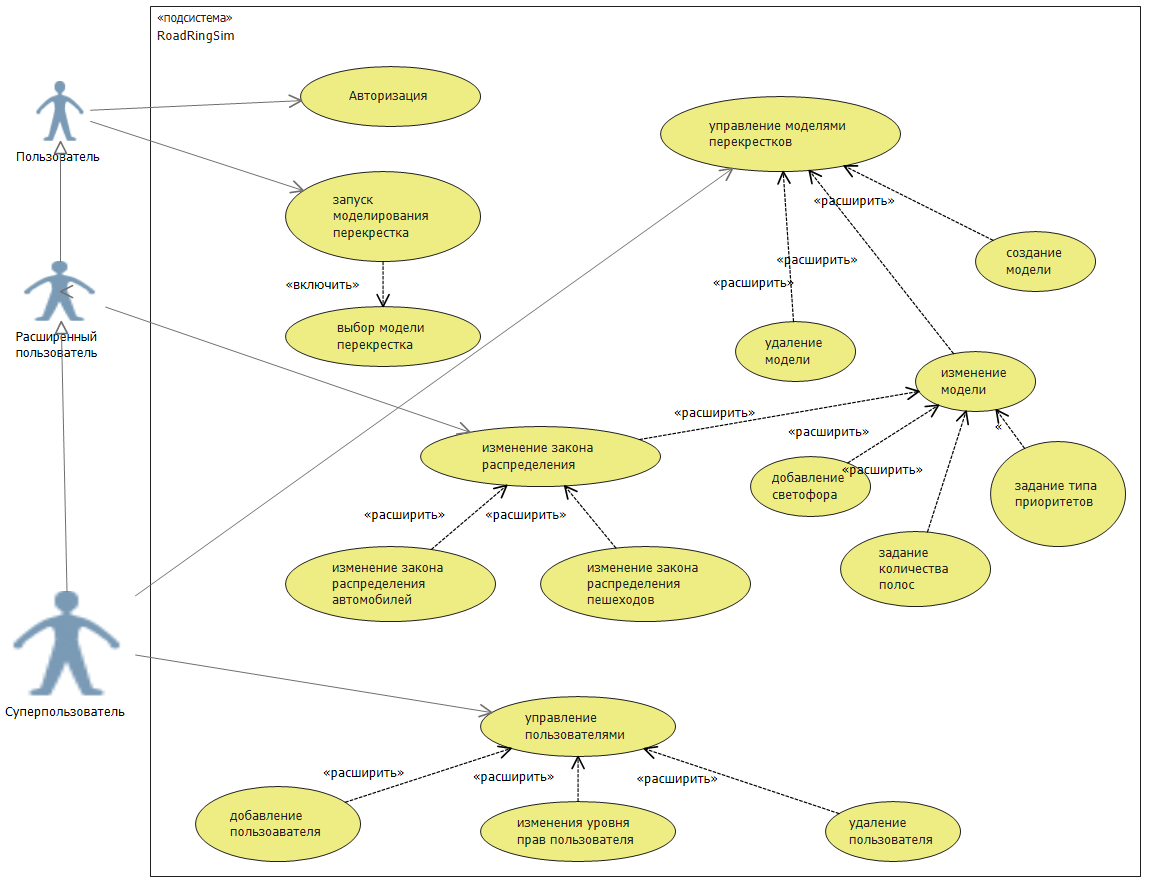 «подсистема»
RoadRingSim
Пользователь
Авторизация
управление моделями
перекрестков
запуск
моделирования
перекрестка
«расширить»
создание
модели
«расширить»
«включить»
«расширить»
Расширенный
пользователь
выбор модели
перекрестка
удаление
модели
изменение
модели
«расширить»
«расширить»
«
изменение закона
распределения
«расширить»
добавление
светофора
задание типа
приоритетов
«расширить»
«расширить»
задание
количества
полос
изменение закона
распределения
автомобилей
изменение закона
распределения
пешеходов
Суперпользователь
управление
пользователями
«расширить»
«расширить»
«расширить»
добавление
пользоавателя
изменения уровня
прав пользователя
удаление
пользователя